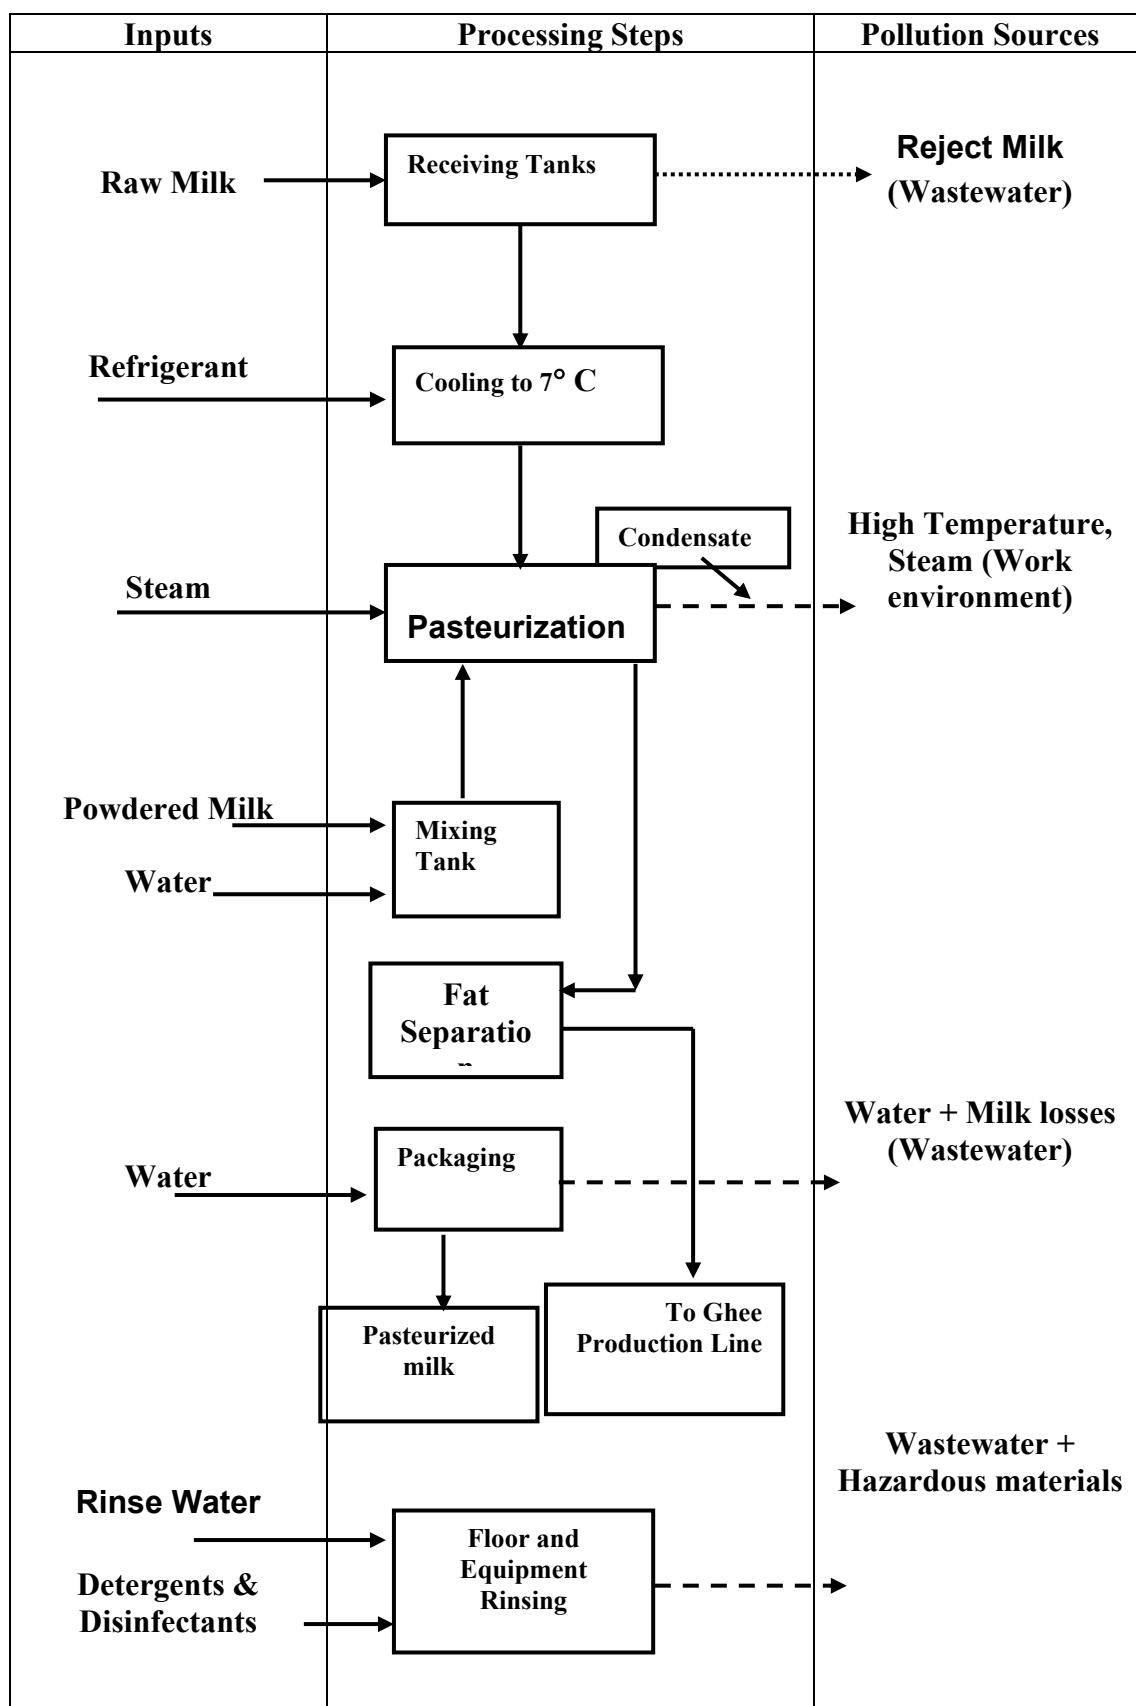 Inputs
Processing Steps
Pollution Sources
Raw Milk
Receiving Tanks
Reject Milk
(Wastewater)
Refrigerant
Cooling to 7° C
Condensate
High Temperature,
Steam (Work
environment)
Steam
Pasteurization
Powdered Milk
Water
Mixing
Tank
Fat
Separatio
n
Water
Packaging
Water + Milk losses
(Wastewater)
Pasteurized
milk
To Ghee
Production Line
Wastewater +
Hazardous materials
Rinse Water
Detergents &
Disinfectants
Floor and
Equipment
Rinsing